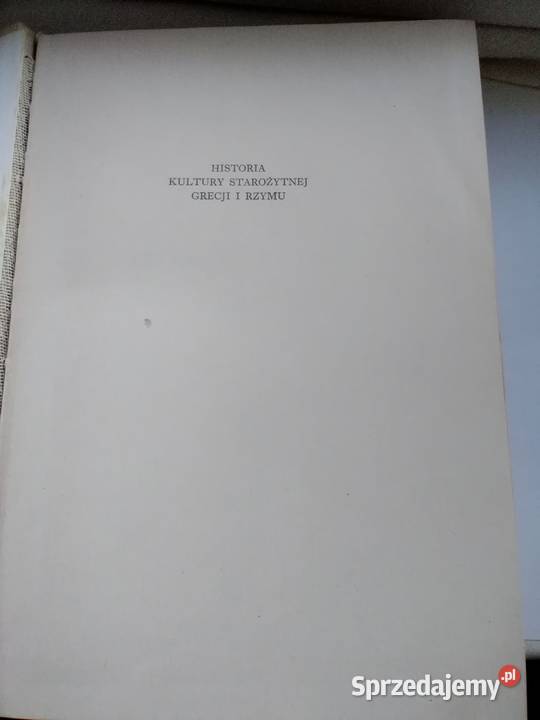 HISTORIA
KULTURY STAROŻYTNEJ
GRECJI I RZYMU
Sprzedajemy.pl